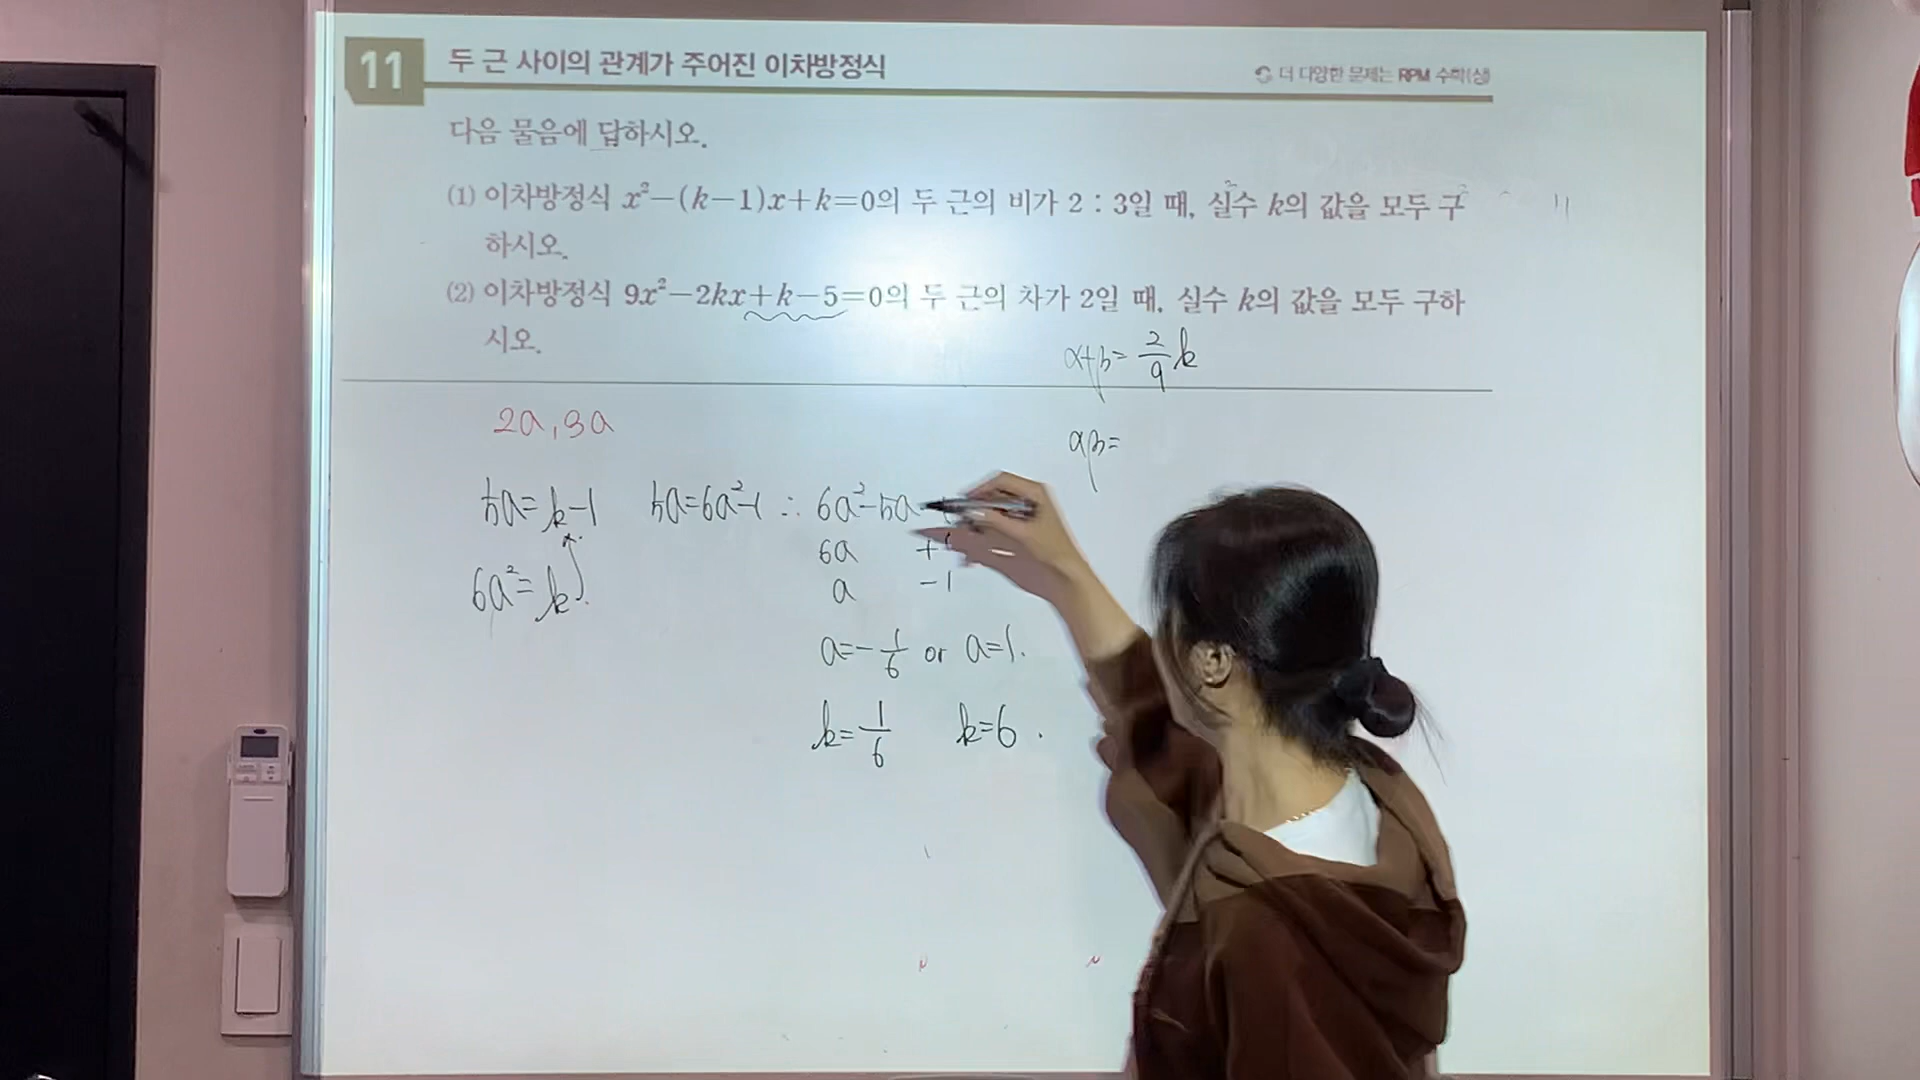 11 두 근 사이의 관계가 주어진 이차방정식
더 다양한 문제는 RPM 수학(상)
다음 물음에 답하시오.
(1) 이차방정식 x²-(k-1)x+k=0의 두 근의 비가 2 : 3일 때, 실수 k의 값을 모두 구
하시오.
(2) 이차방정식 9x²-2kx+k-5=0의 두 근의 차가 2일 때, 실수 k의 값을 모두 구하
시오.
α+β= 2/9 k
2a, 3a
αβ=
5a=k-1 5a=6a²-1 ∴ 6a²-5a
6a +
6a²=k
a -1
a=-1/6 or a=1.
k=1/6 k=6.